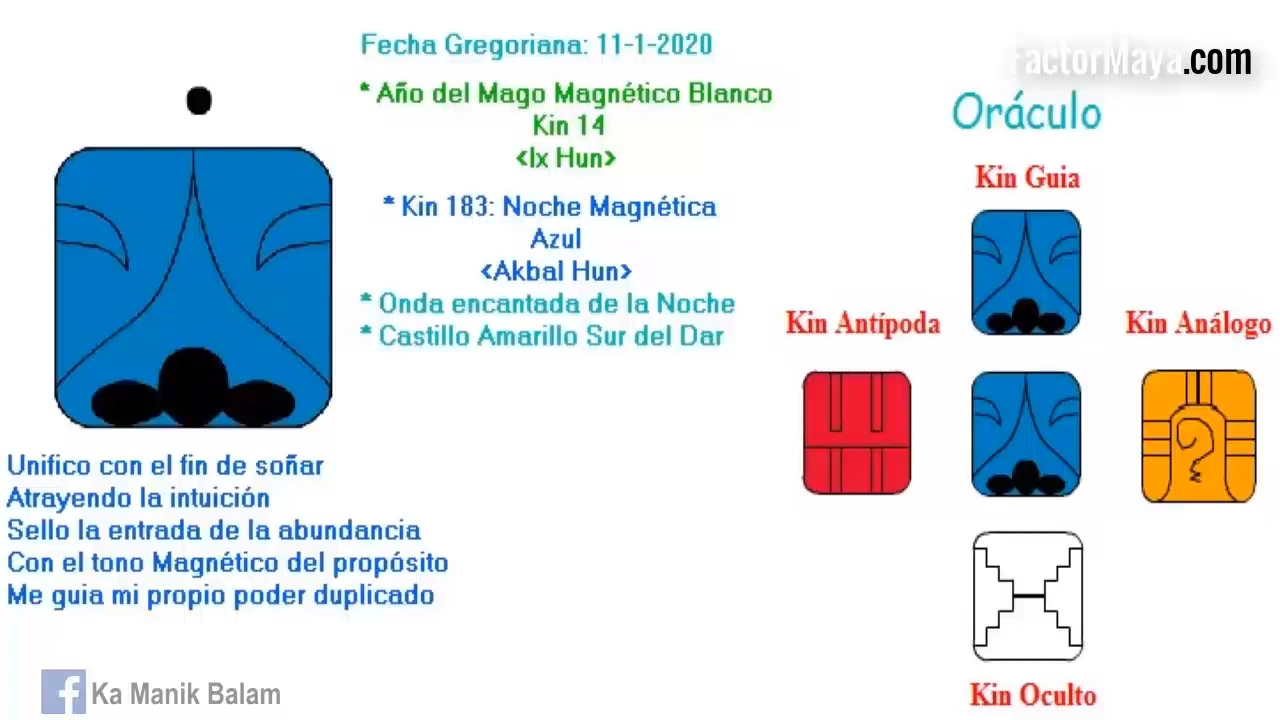 Fecha Gregoriana: 11-1-2020
* Año del Mago Magnético Blanco
Kin 14
<Ix Hun>
* Kin 183: Noche Magnética
Azul
<Akbal Hun>
* Onda encantada de la Noche
* Castillo Amarillo Sur del Dar
Unifico con el fin de soñar
Atrayendo la intuición
Sello la entrada de la abundancia
Con el tono Magnético del propósito
Me guia mi propio poder duplicado
f Ka Manik Balam
FactorMaya.com
Oráculo
Kin Guia
Kin Antípoda
Kin Análogo
Kin Oculto